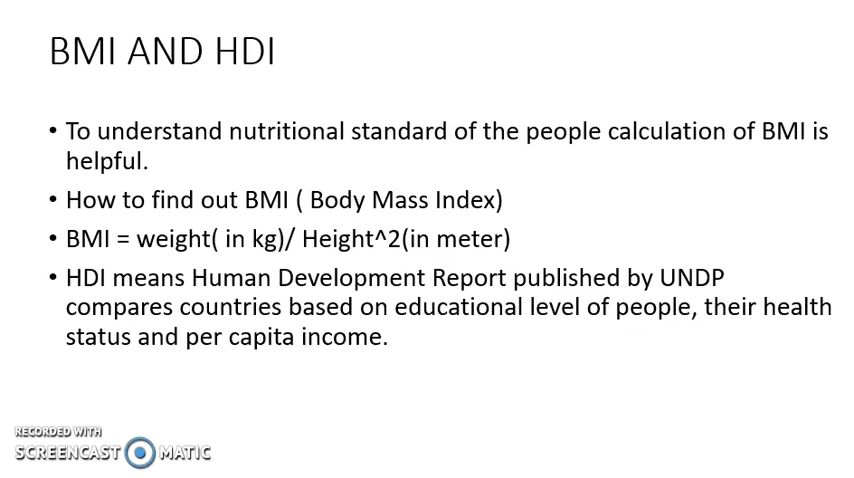 BMI AND HDI
• To understand nutritional standard of the people calculation of BMI is
helpful.
• How to find out BMI ( Body Mass Index)
• BMI = weight( in kg)/ Height^2(in meter)
• HDI means Human Development Report published by UNDP
compares countries based on educational level of people, their health
status and per capita income.
RECORDED WITH
SCREENCAST MATIC